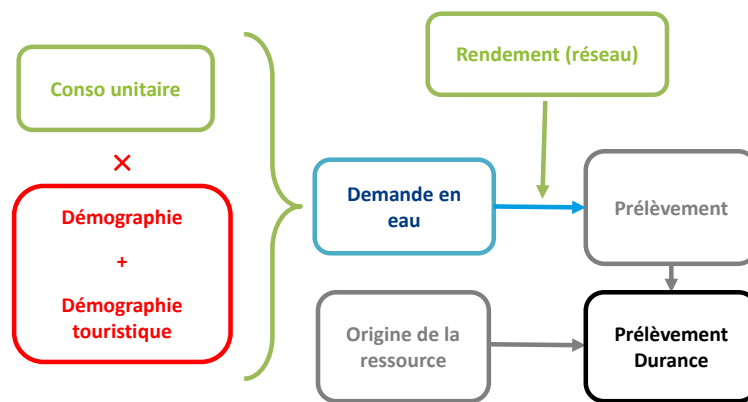 Conso unitaire
×
Démographie
+
Démographie
touristique
Rendement (réseau)
Demande en
eau
Prélèvement
Origine de la
ressource
Prélèvement
Durance